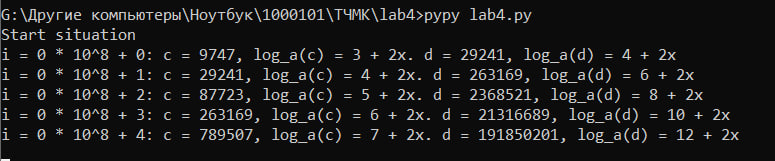 G:\Другие компьютеры\Ноутбук\1000101\ТЧМК\lab4>pypy lab4.py
Start situation
i = 0 * 10^8 + 0: c = 9747, log_a(c) = 3 + 2x. d = 29241, log_a(d) = 4 + 2x
i = 0 * 10^8 + 1: c = 29241, log_a(c) = 4 + 2x. d = 263169, log_a(d) = 6 + 2x
i = 0 * 10^8 + 2: c = 87723, log_a(c) = 5 + 2x. d = 2368521, log_a(d) = 8 + 2x
i = 0 * 10^8 + 3: c = 263169, log_a(c) = 6 + 2x. d = 21316689, log_a(d) = 10 + 2x
i = 0 * 10^8 + 4: c = 789507, log_a(c) = 7 + 2x. d = 191850201, log_a(d) = 12 + 2x